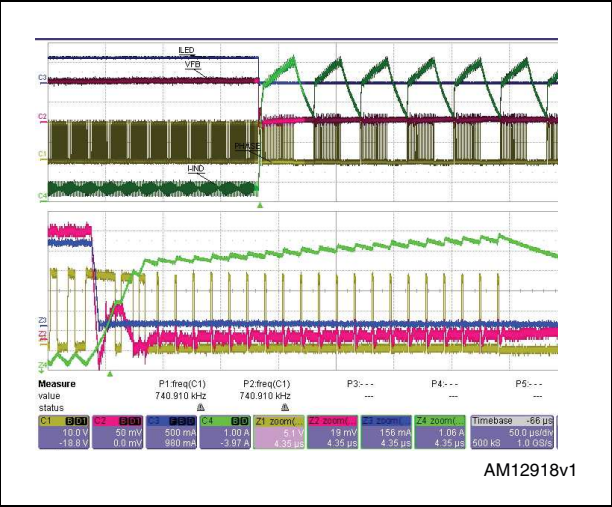 ILED
VFB
C3
C2
PHASE
C1
I-IND
C4
Z3
Z4
Measure P1:freq(C1) P2:freq(C1) P3:- - - P4:- - - P5:- - -
value 740.910 kHz 740.910 kHz --- --- ---
status
C1 C2 C3 C4 Z1 zoom(... Z2 zoom(... Z3 zoom(... Z4 zoom(... Timebase -66 µs
10.0 V 50 mV 500 mA 1.00 A 5.1 V 19 mV 156 mA 1.06 A 50.0 µs/div
-18.8 V 0.0 mV 980 mA -3.97 A 4.35 µs 4.35 µs 4.35 µs 4.35 µs 500 kS 1.0 GS/s
AM12918v1